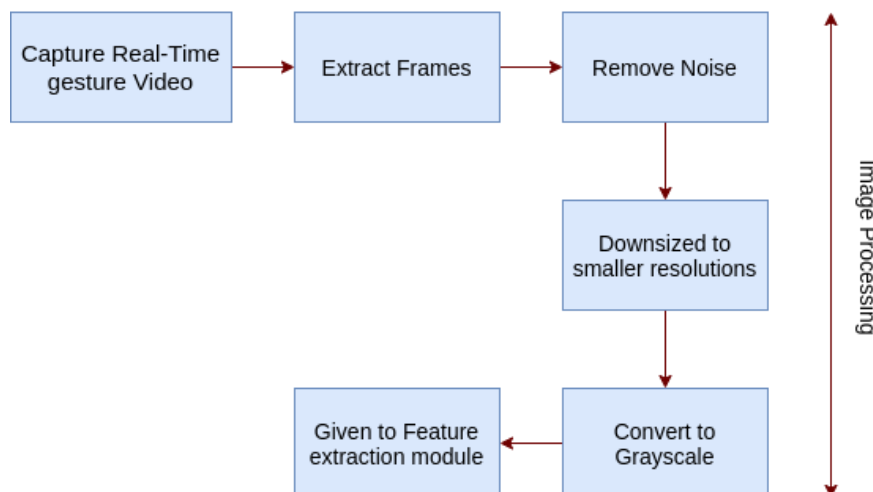 Capture Real-Time
gesture Video
Extract Frames
Remove Noise
Downsized to
smaller resolutions
Convert to
Grayscale
Given to Feature
extraction module
Image Processing